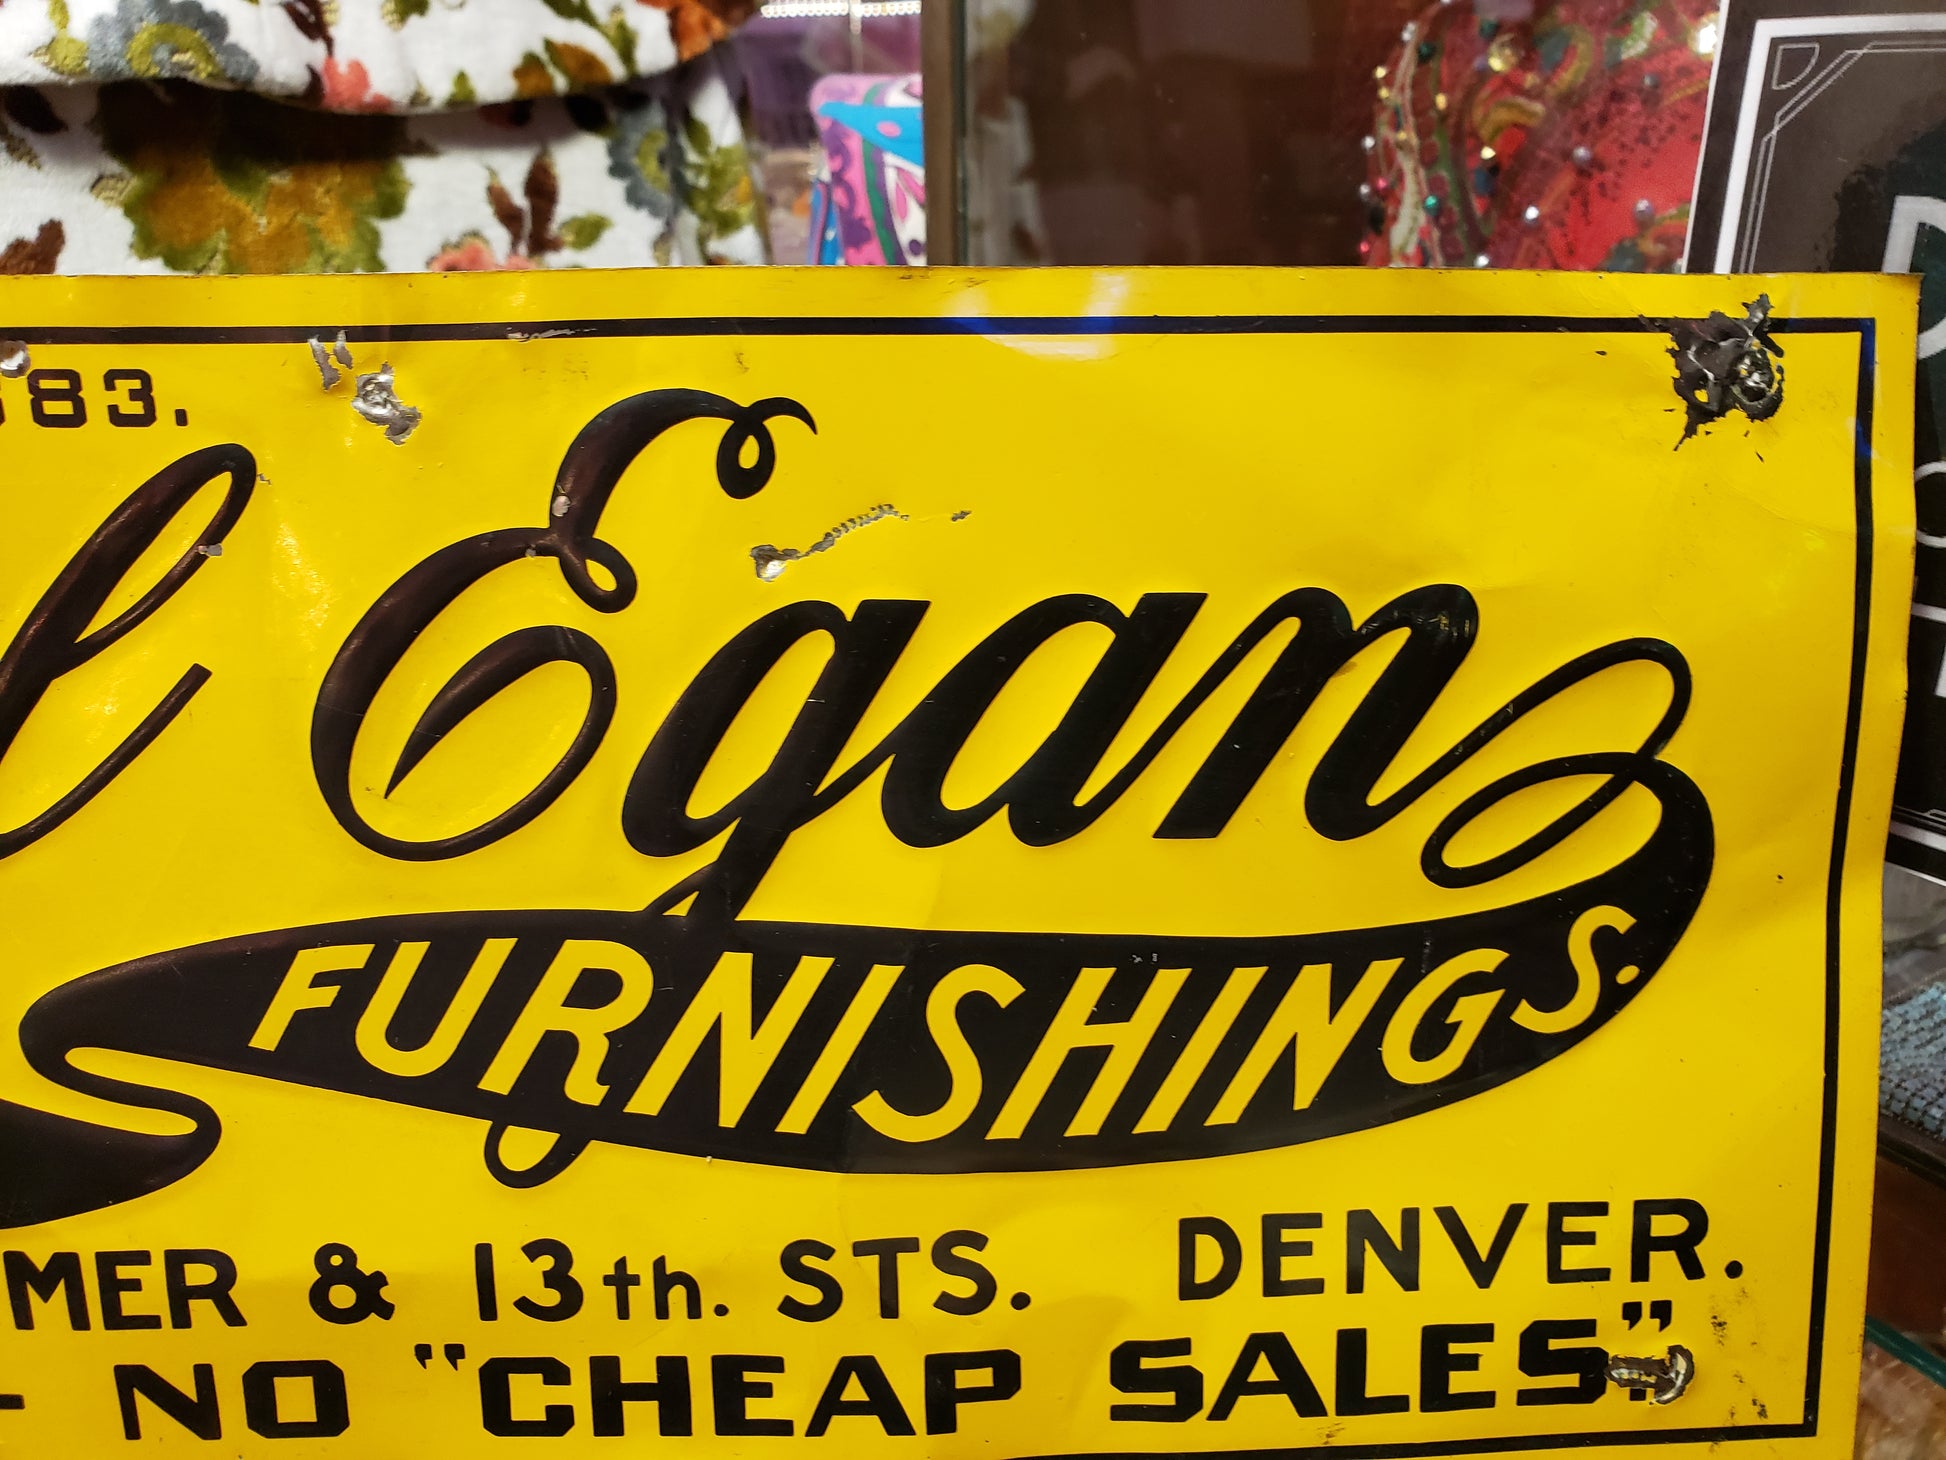 83.
l Egan
FURNISHINGS.
MER & 13th. STS. DENVER.
- NO "CHEAP SALES."